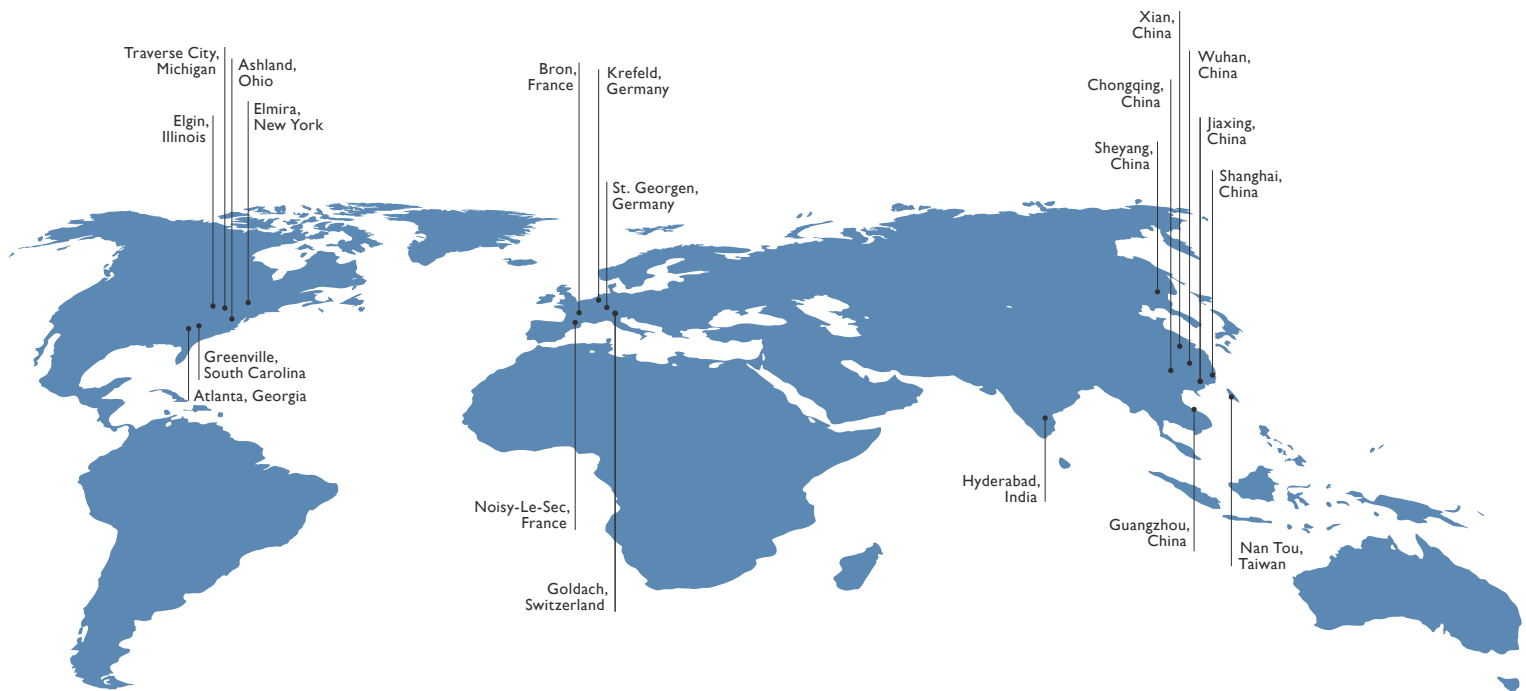 Traverse City,
Michigan
Ashland,
Ohio
Elgin,
Illinois
Elmira,
New York
Greenville,
South Carolina
Atlanta, Georgia
Bron,
France
Krefeld,
Germany
St. Georgen,
Germany
Noisy-Le-Sec,
France
Goldach,
Switzerland
Xian,
China
Wuhan,
China
Chongqing,
China
Jiaxing,
China
Sheyang,
China
Shanghai,
China
Hyderabad,
India
Guangzhou,
China
Nan Tou,
Taiwan